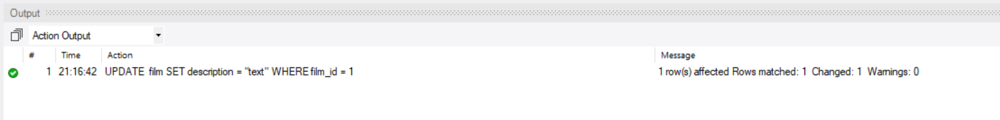 Output
Action Output
# Time Action Message
1 21:16:42 UPDATE film SET description = "text" WHERE film_id = 1 1 row(s) affected Rows matched: 1 Changed: 1 Warnings: 0